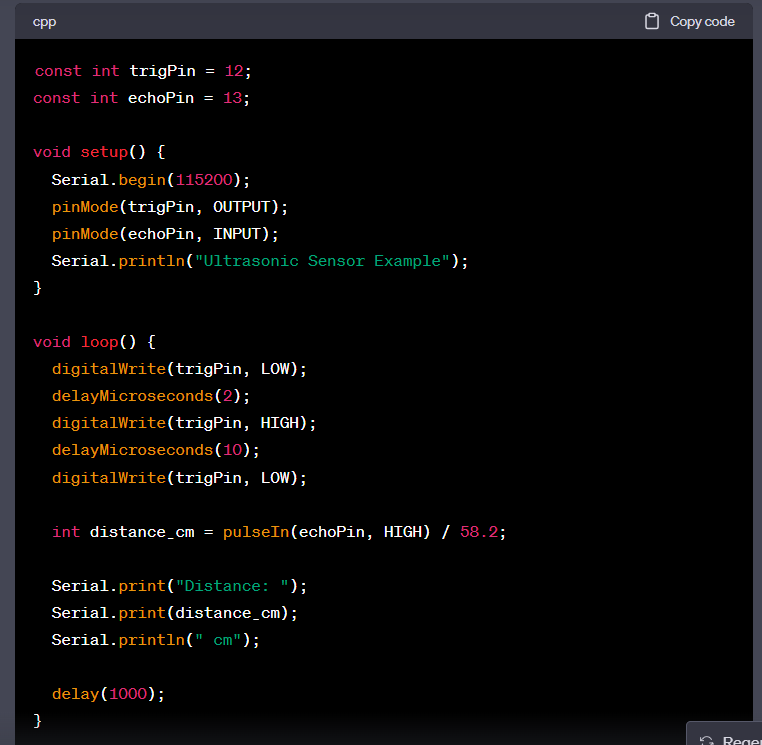 cpp
Copy code
const int trigPin = 12;
const int echoPin = 13;

void setup() {
  Serial.begin(115200);
  pinMode(trigPin, OUTPUT);
  pinMode(echoPin, INPUT);
  Serial.println("Ultrasonic Sensor Example");
}

void loop() {
  digitalWrite(trigPin, LOW);
  delayMicroseconds(2);
  digitalWrite(trigPin, HIGH);
  delayMicroseconds(10);
  digitalWrite(trigPin, LOW);

  int distance_cm = pulseIn(echoPin, HIGH) / 58.2;

  Serial.print("Distance: ");
  Serial.print(distance_cm);
  Serial.println(" cm");

  delay(1000);
}